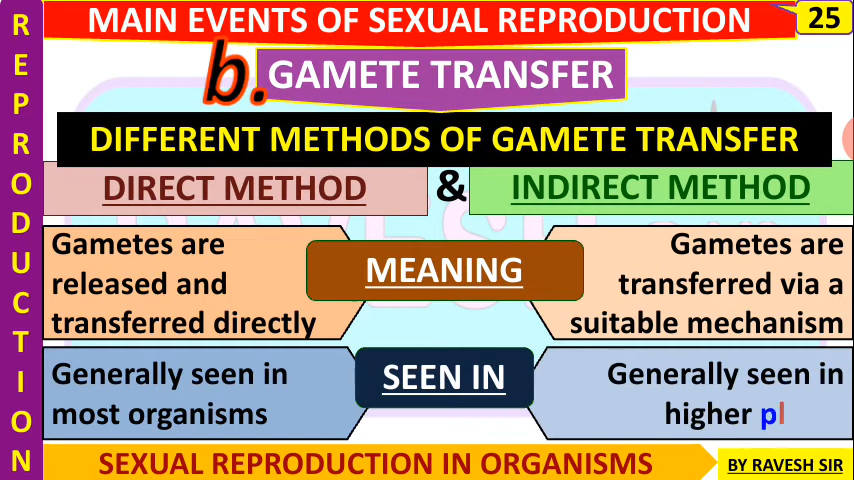 MAIN EVENTS OF SEXUAL REPRODUCTION
25
b. GAMETE TRANSFER
DIFFERENT METHODS OF GAMETE TRANSFER
DIRECT METHOD & INDIRECT METHOD
Gametes are
released and
transferred directly
MEANING
Gametes are
transferred via a
suitable mechanism
Generally seen in
most organisms
SEEN IN
Generally seen in
higher pl
SEXUAL REPRODUCTION IN ORGANISMS
BY RAVESH SIR
REPRODUCTION